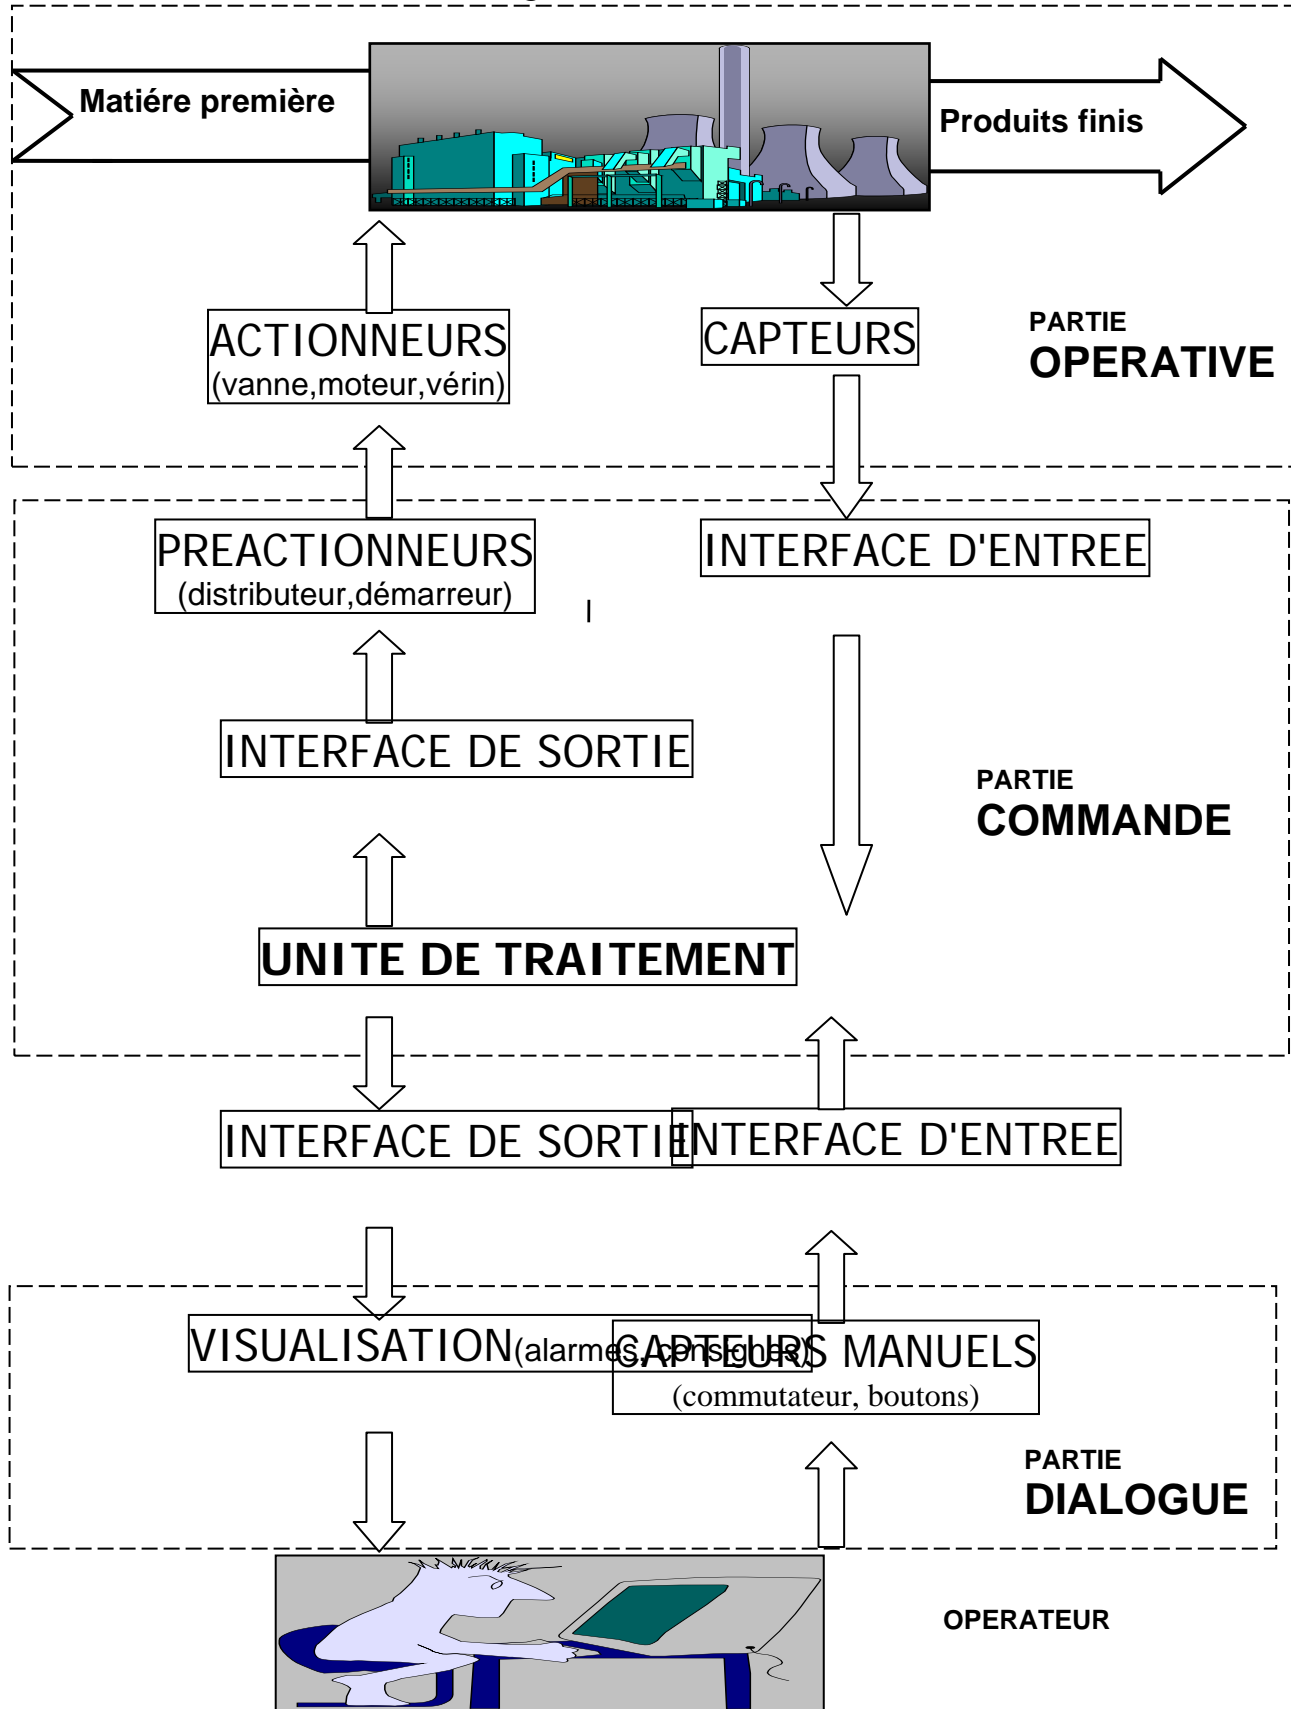 Matiére première
Produits finis
ACTIONNEURS
(vanne,moteur,vérin)
CAPTEURS
PARTIE
OPERATIVE
PREACTIONNEURS
(distributeur,démarreur)
INTERFACE D'ENTREE
INTERFACE DE SORTIE
PARTIE
COMMANDE
UNITE DE TRAITEMENT
INTERFACE DE SORTIE
INTERFACE D'ENTREE
VISUALISATION(alarmes, consignes)
CAPTEURS MANUELS
(commutateur, boutons)
PARTIE
DIALOGUE
OPERATEUR